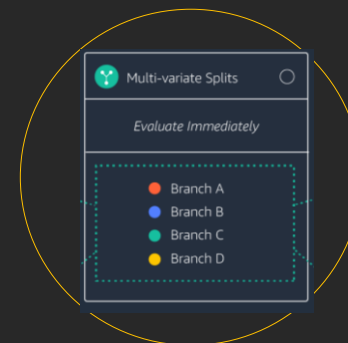 Multi-variate Splits
Evaluate Immediately
Branch A
Branch B
Branch C
Branch D